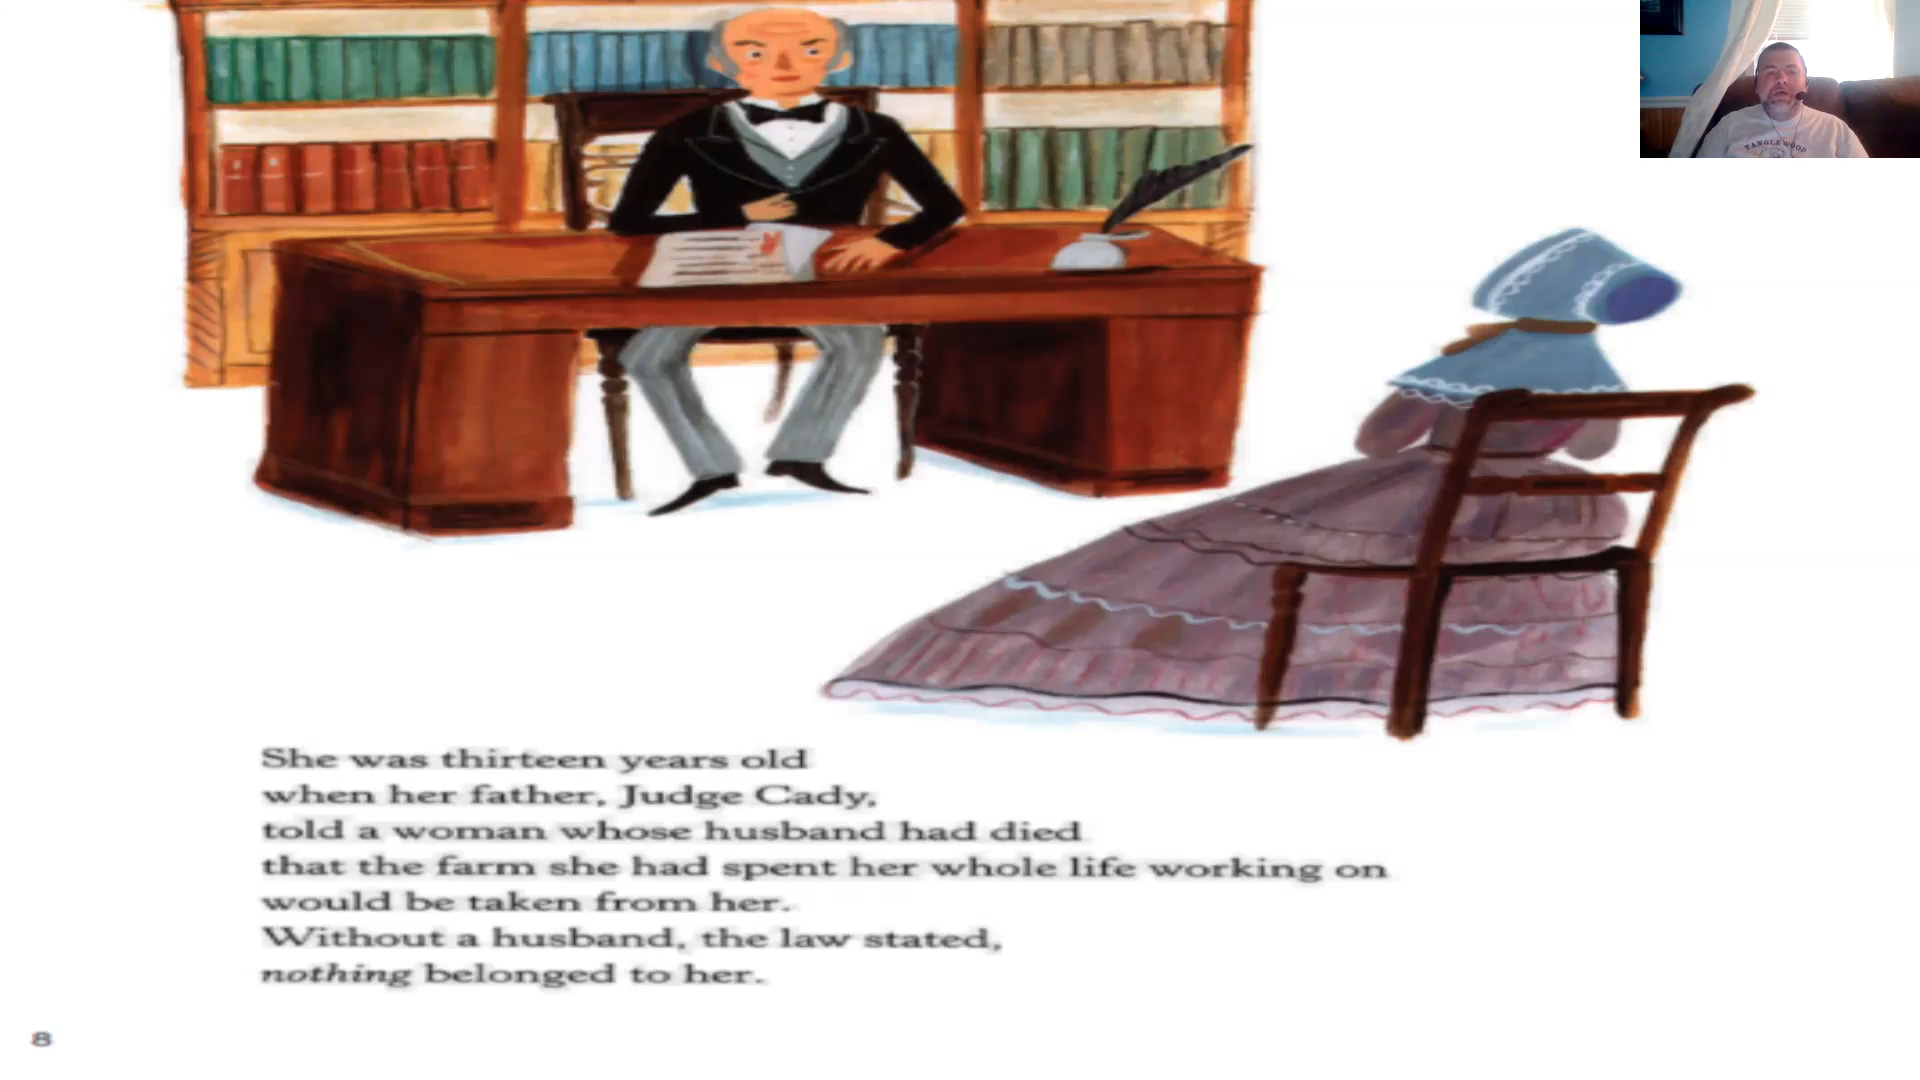 TANGLEWOOD
She was thirteen years old
when her father, Judge Cady,
told a woman whose husband had died
that the farm she had spent her whole life working on
would be taken from her.
Without a husband, the law stated,
nothing belonged to her.
8